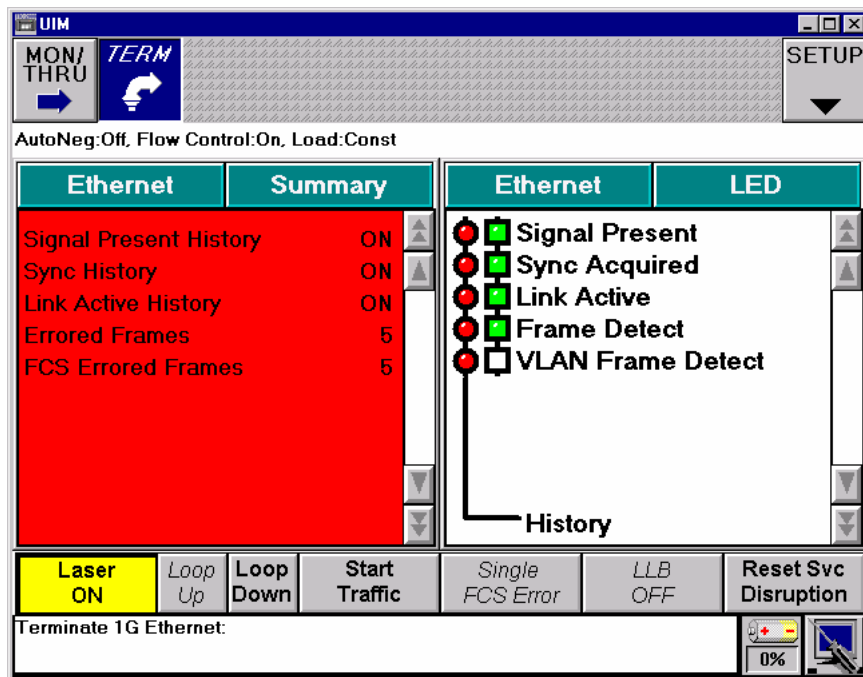 UIM
MON/
THRU
TERM
SETUP
AutoNeg:Off, Flow Control:On, Load:Const
Ethernet Summary
Signal Present History ON
Sync History ON
Link Active History ON
Errored Frames 5
FCS Errored Frames 5
Ethernet LED
Signal Present
Sync Acquired
Link Active
Frame Detect
VLAN Frame Detect
History
Laser
ON
Loop
Up
Loop
Down
Start
Traffic
Single
FCS Error
LLB
OFF
Reset Svc
Disruption
Terminate 1G Ethernet:
0%